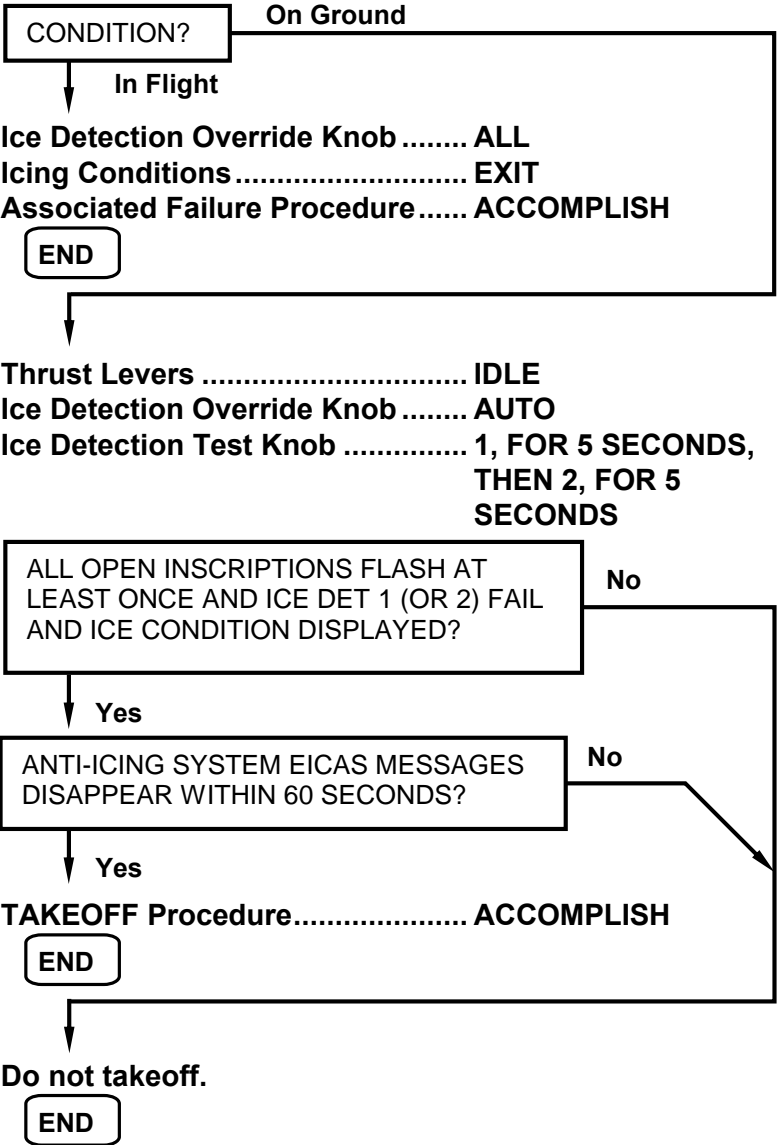 On Ground
CONDITION?
In Flight
Ice Detection Override Knob ........ ALL
Icing Conditions............................ EXIT
Associated Failure Procedure...... ACCOMPLISH
END
Thrust Levers ................................ IDLE
Ice Detection Override Knob ........ AUTO
Ice Detection Test Knob ............... 1, FOR 5 SECONDS,
THEN 2, FOR 5
SECONDS
ALL OPEN INSCRIPTIONS FLASH AT
LEAST ONCE AND ICE DET 1 (OR 2) FAIL
AND ICE CONDITION DISPLAYED?
No
Yes
ANTI-ICING SYSTEM EICAS MESSAGES
DISAPPEAR WITHIN 60 SECONDS?
No
Yes
TAKEOFF Procedure..................... ACCOMPLISH
END
Do not takeoff.
END